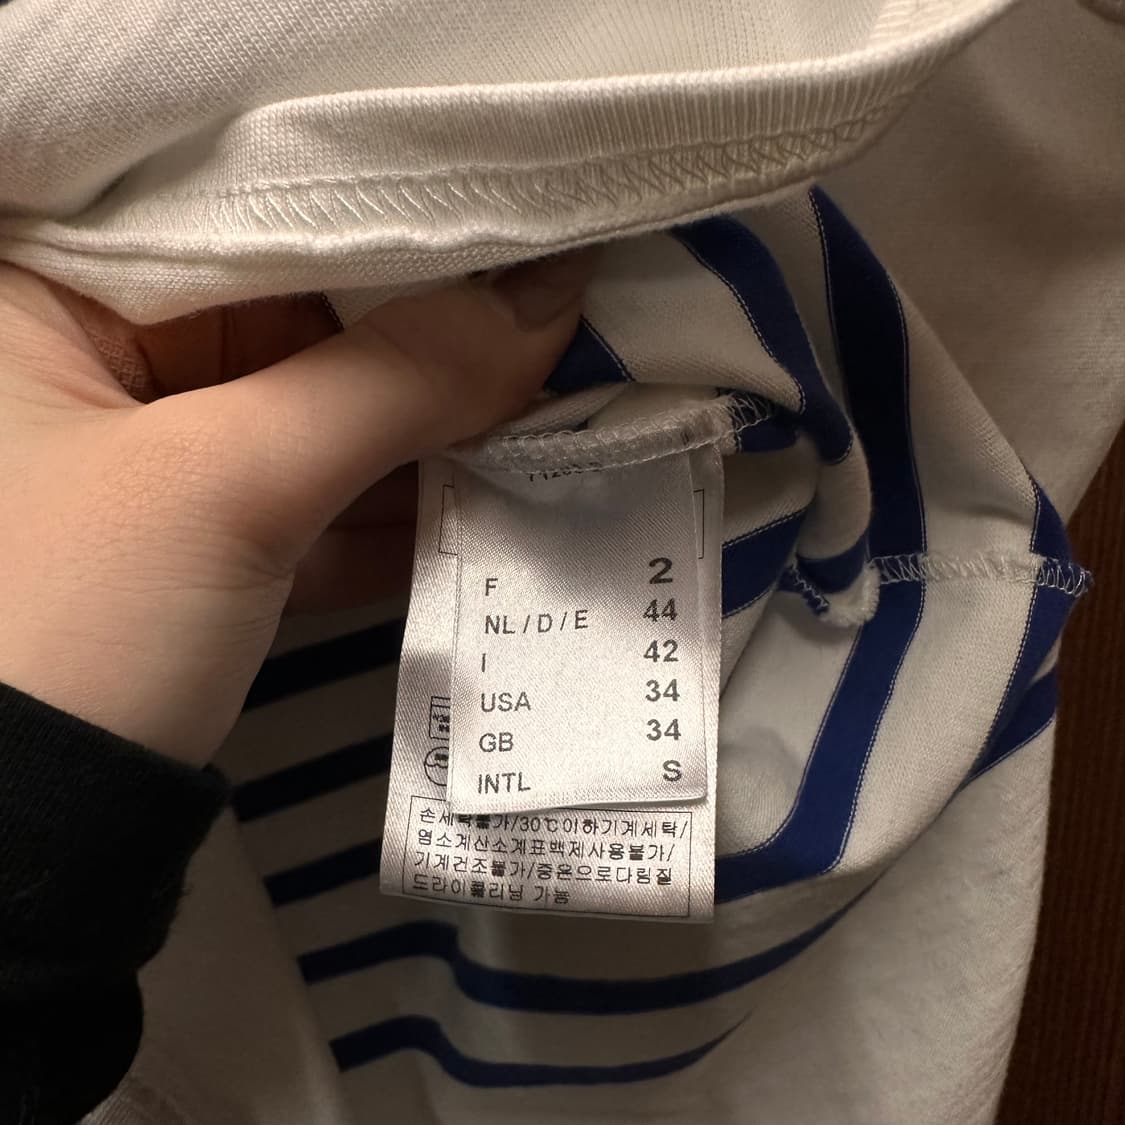 F 2
NL / D / E 44
I 42
USA 34
GB 34
INTL S
손세탁불가/30℃이하기계세탁/
염소계산소계표백제사용불가/
기계건조불가/중온으로다림질
드라이클리닝 가능